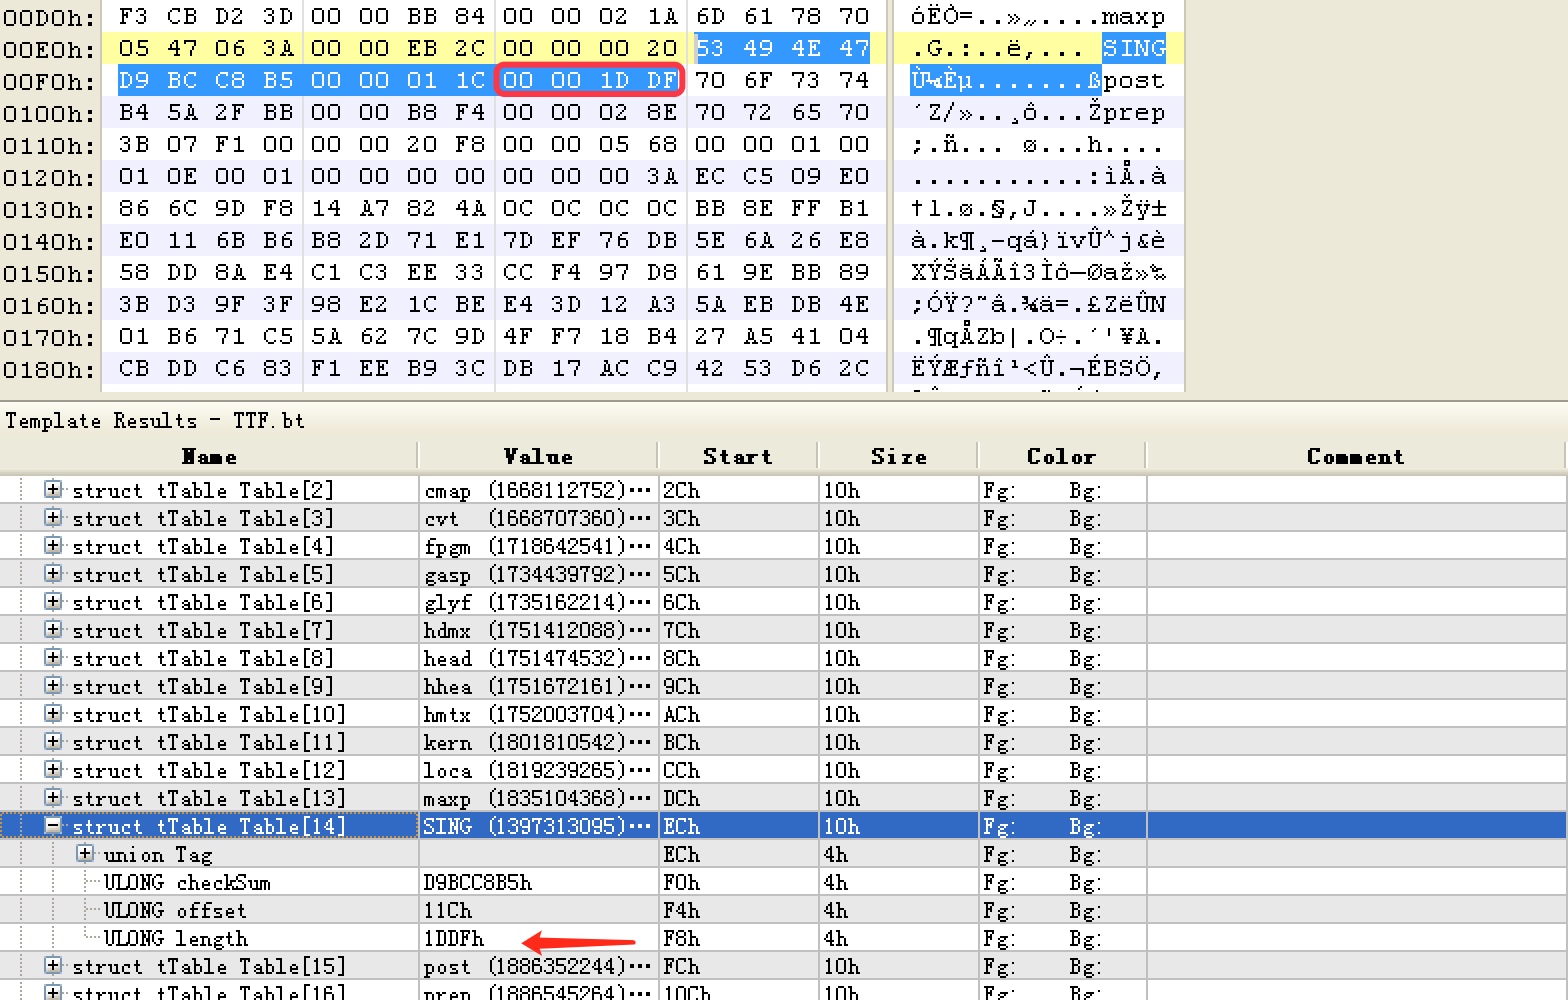 00D0h: F3 CB D2 3D 00 00 BB 84 00 00 02 1A 6D 61 78 70 óËÒ=..»„....maxp
00E0h: 05 47 06 3A 00 00 EB 2C 00 00 00 20 53 49 4E 47 .G.:..ë,... SING
00F0h: D9 BC C8 B5 00 00 01 1C 00 00 1D DF 70 6F 73 74 Ù¼Èµ.......ßpost
0100h: B4 5A 2F BB 00 00 B8 F4 00 00 02 8E 70 72 65 70 ´Z/»..¸ô...Žprep
0110h: 3B 07 F1 00 00 00 20 F8 00 00 05 68 00 00 01 00 ;.ñ... ø...h....
0120h: 01 0E 00 01 00 00 00 00 00 00 00 3A EC C5 09 E0 ...........:ìÅ.à
0130h: 86 6C 9D F8 14 A7 82 4A 0C 0C 0C 0C BB 8E FF B1 †l.ø.§‚J....»Žÿ±
0140h: E0 11 6B B6 B8 2D 71 E1 7D EF 76 DB 5E 6A 26 E8 à.k¶¸-qá}ïvÛ^j&è
0150h: 58 DD 8A E4 C1 C3 EE 33 CC F4 97 D8 61 9E BB 89 XÝŠäÁÃî3Ìô—Øaž»‰
0160h: 3B D3 9F 3F 98 E2 1C BE E4 3D 12 A3 5A EB DB 4E ;ÓŸ?˜â.¾ä=.£ZëÛN
0170h: 01 B6 71 C5 5A 62 7C 9D 4F F7 18 B4 27 A5 41 04 .¶qÅZb|.O÷.´'¥A.
0180h: CB DD C6 83 F1 EE B9 3C DB 17 AC C9 42 53 D6 2C ËÝÆƒñî¹<Û.¬ÉBSÖ,
Template Results - TTF.bt
Name Value Start Size Color Comment
struct tTable Table[2] cmap (1668112752)··· 2Ch 10h Fg: Bg:
struct tTable Table[3] cvt (1668707360)··· 3Ch 10h Fg: Bg:
struct tTable Table[4] fpgm (1718642541)··· 4Ch 10h Fg: Bg:
struct tTable Table[5] gasp (1734439792)··· 5Ch 10h Fg: Bg:
struct tTable Table[6] glyf (1735162214)··· 6Ch 10h Fg: Bg:
struct tTable Table[7] hdmx (1751412088)··· 7Ch 10h Fg: Bg:
struct tTable Table[8] head (1751474532)··· 8Ch 10h Fg: Bg:
struct tTable Table[9] hhea (1751672161)··· 9Ch 10h Fg: Bg:
struct tTable Table[10] hmtx (1752003704)··· ACh 10h Fg: Bg:
struct tTable Table[11] kern (1801810542)··· BCh 10h Fg: Bg:
struct tTable Table[12] loca (1819239265)··· CCh 10h Fg: Bg:
struct tTable Table[13] maxp (1835104368)··· DCh 10h Fg: Bg:
struct tTable Table[14] SING (1397313095)··· ECh 10h Fg: Bg:
union Tag ECh 4h Fg: Bg:
ULONG checkSum D9BCC8B5h F0h 4h Fg: Bg:
ULONG offset 11Ch F4h 4h Fg: Bg:
ULONG length 1DDFh F8h 4h Fg: Bg:
struct tTable Table[15] post (1886352244)··· FCh 10h Fg: Bg:
struct tTable Table[16] prep (1886545264)··· 10Ch 10h Fg: Bg: